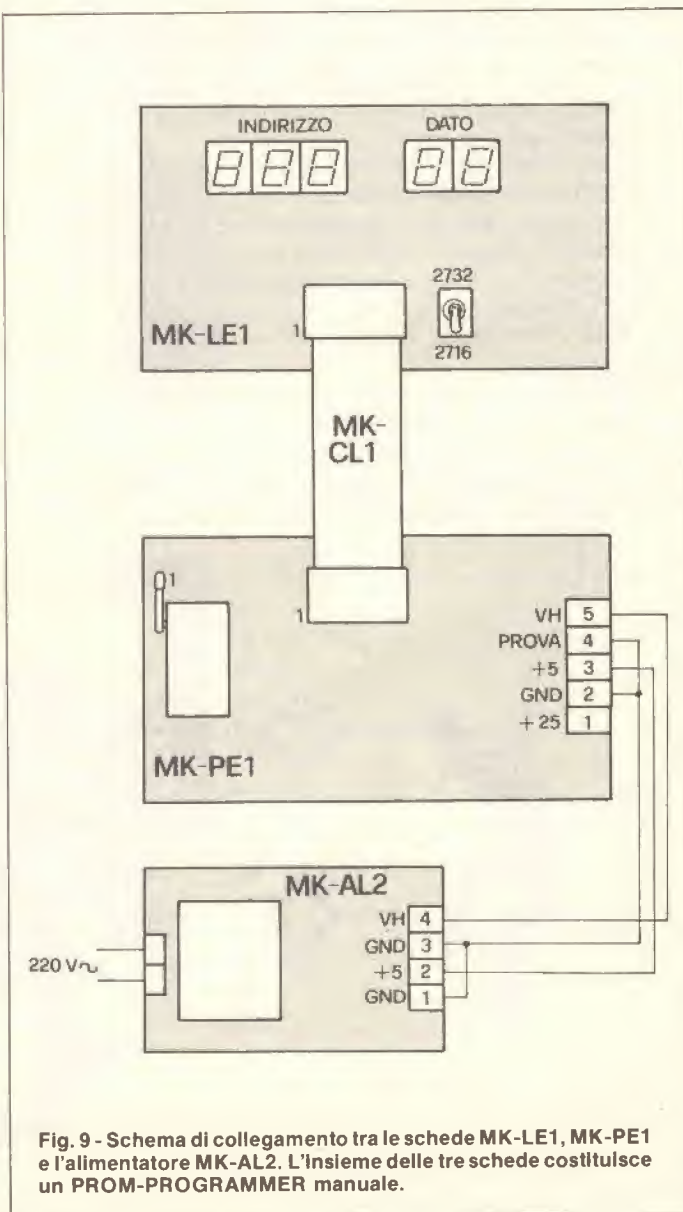 INDIRIZZO DATO
888 88
2732
2716
MK-LE1
1
MK-
CL1
1
1
VH 5
PROVA 4
+5 3
GND 2
+25 1
MK-PE1
MK-AL2
VH 4
GND 3
+5 2
GND 1
220 V~
Fig. 9 - Schema di collegamento tra le schede MK-LE1, MK-PE1
e l'alimentatore MK-AL2. L'insieme delle tre schede costituisce
un PROM-PROGRAMMER manuale.